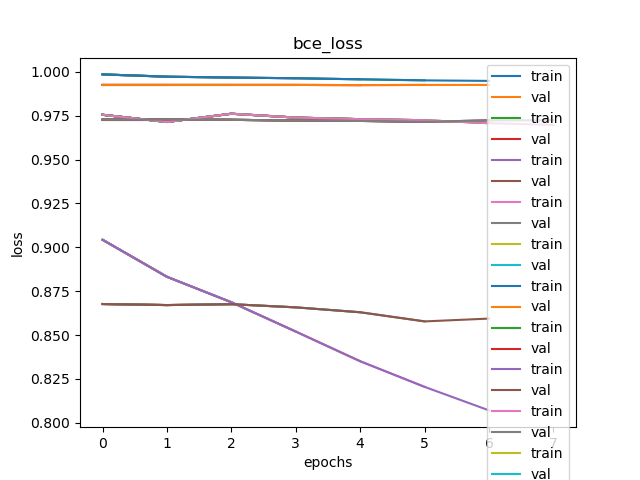 bce_loss
1.000
0.975
0.950
0.925
0.900
0.875
0.850
0.825
0.800
loss
0 1 2 3 4 5 6 7
epochs
train
val
train
val
train
val
train
val
train
val
train
val
train
val
train
val
train
val
train
val